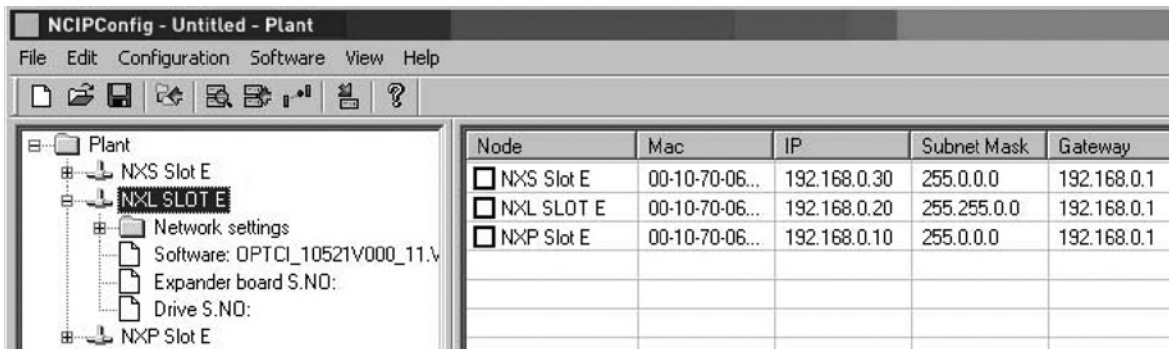 NCIPConfig - Untitled - Plant
File Edit Configuration Software View Help
Plant
NXS Slot E
NXL SLOT E
Network settings
Software: OPTCI_10521V000_11.V
Expander board S.NO:
Drive S.NO:
NXP Slot E
Node Mac IP Subnet Mask Gateway
NXS Slot E 00-10-70-06... 192.168.0.30 255.0.0.0 192.168.0.1
NXL SLOT E 00-10-70-06... 192.168.0.20 255.255.0.0 192.168.0.1
NXP Slot E 00-10-70-06... 192.168.0.10 255.0.0.0 192.168.0.1